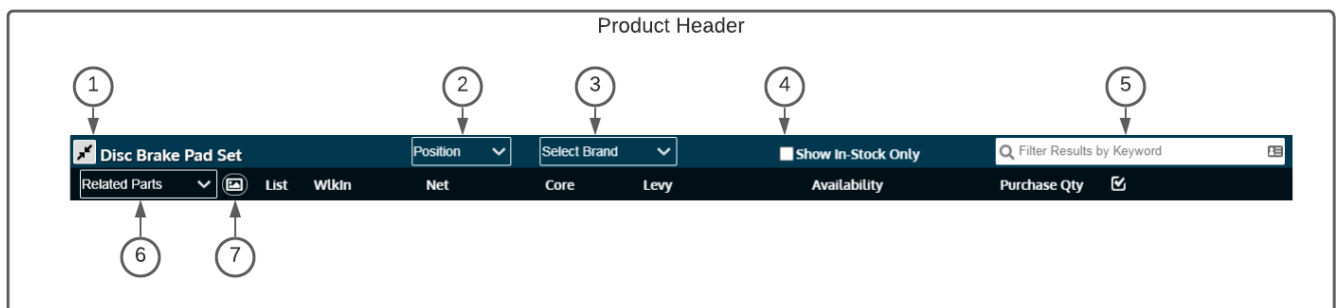 Product Header
1
2
3
4
5
Disc Brake Pad Set
Position
Select Brand
Show In-Stock Only
Filter Results by Keyword
Related Parts
List
WlkIn
Net
Core
Levy
Availability
Purchase Qty
6
7